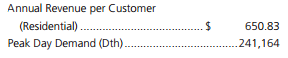 Annual Revenue per Customer
(Residential) ..................................... $ 650.83
Peak Day Demand (Dth) ..................................241,164